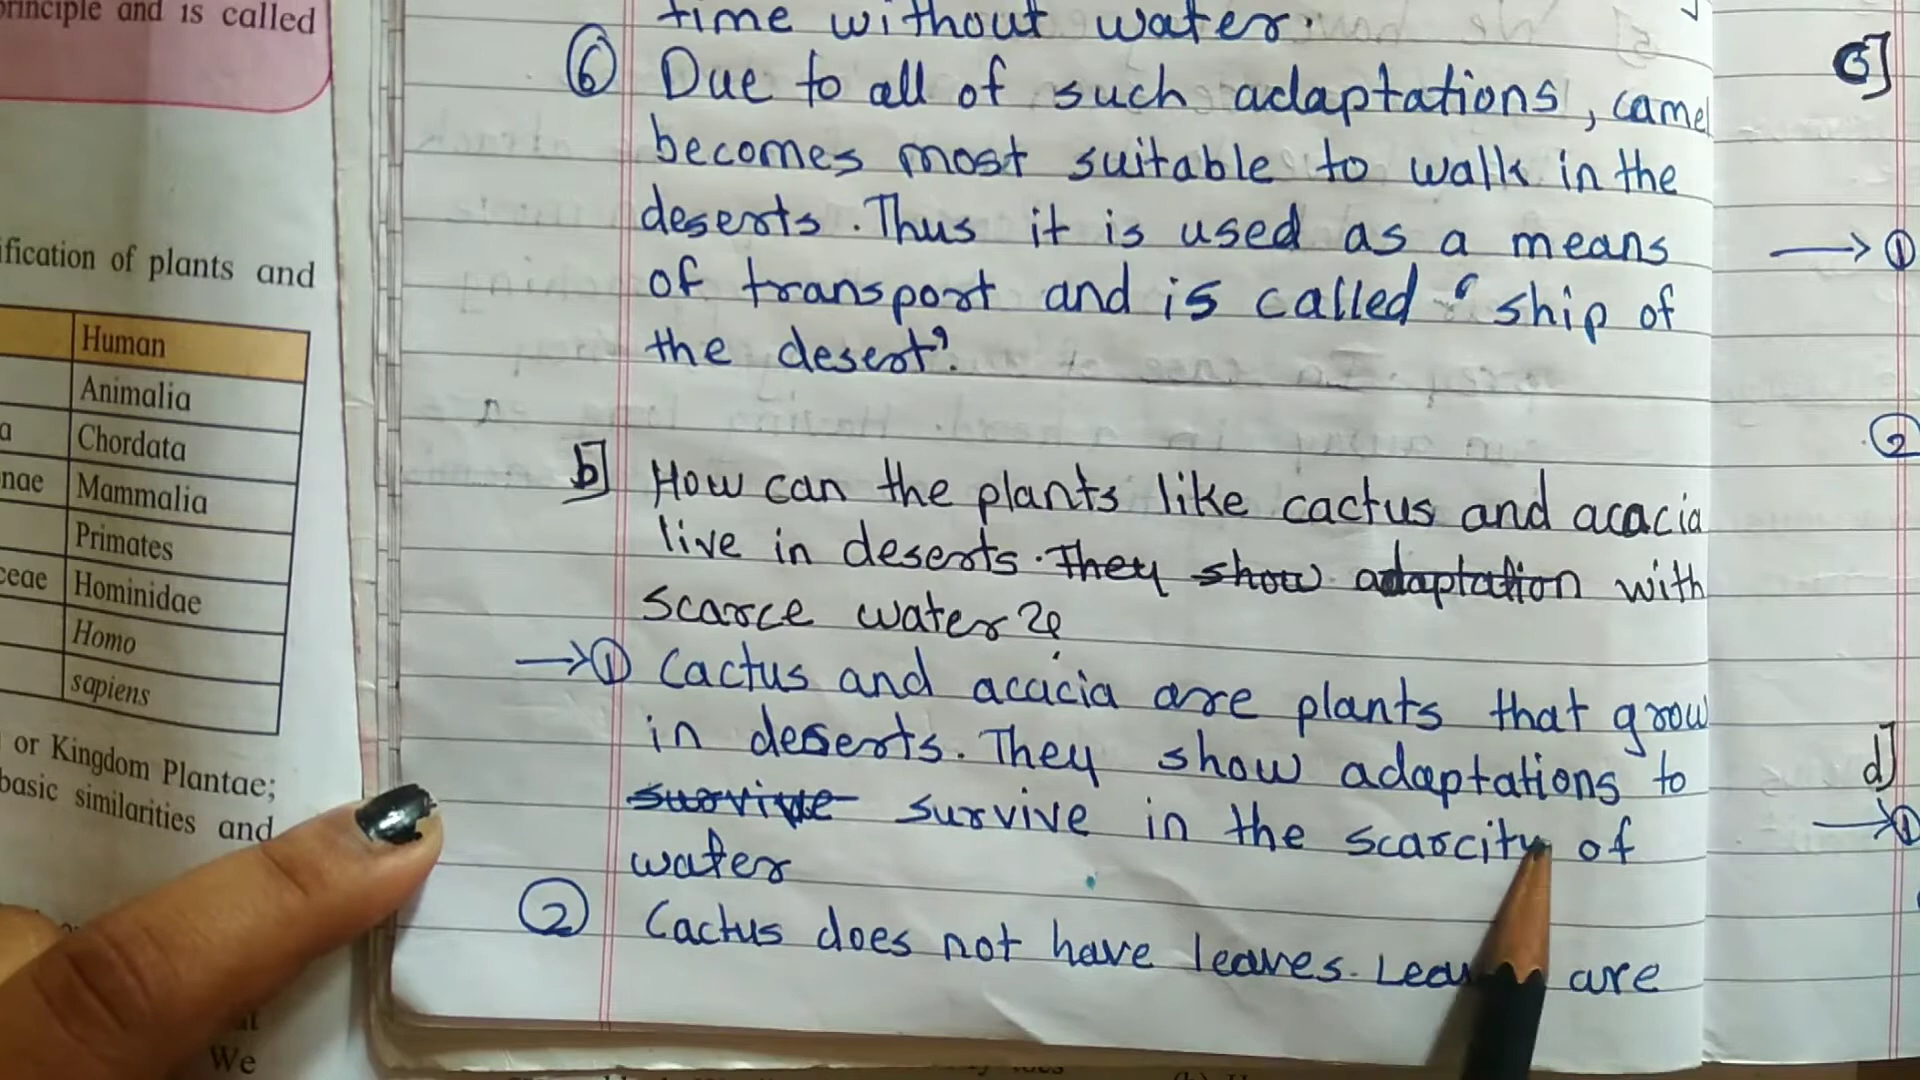 principle and is called
ification of plants and
Human
Animalia
a Chordata
nae Mammalia
Primates
ceae Hominidae
Homo
sapiens
or Kingdom Plantae;
basic similarities and
We
time without water.
6 Due to all of such adaptations, camel
becomes most suitable to walk in the
deserts. Thus it is used as a means
of transport and is called 'ship of
the desert'.
b] How can the plants like cactus and acacia
live in deserts. They show adaptation with
scarce water?
→ 1 Cactus and acacia are plants that grow
in deserts. They show adaptations to
survive survive in the scarcity of
water
2 Cactus does not have leaves. Leav are
→ 1
2
d]
→ 1